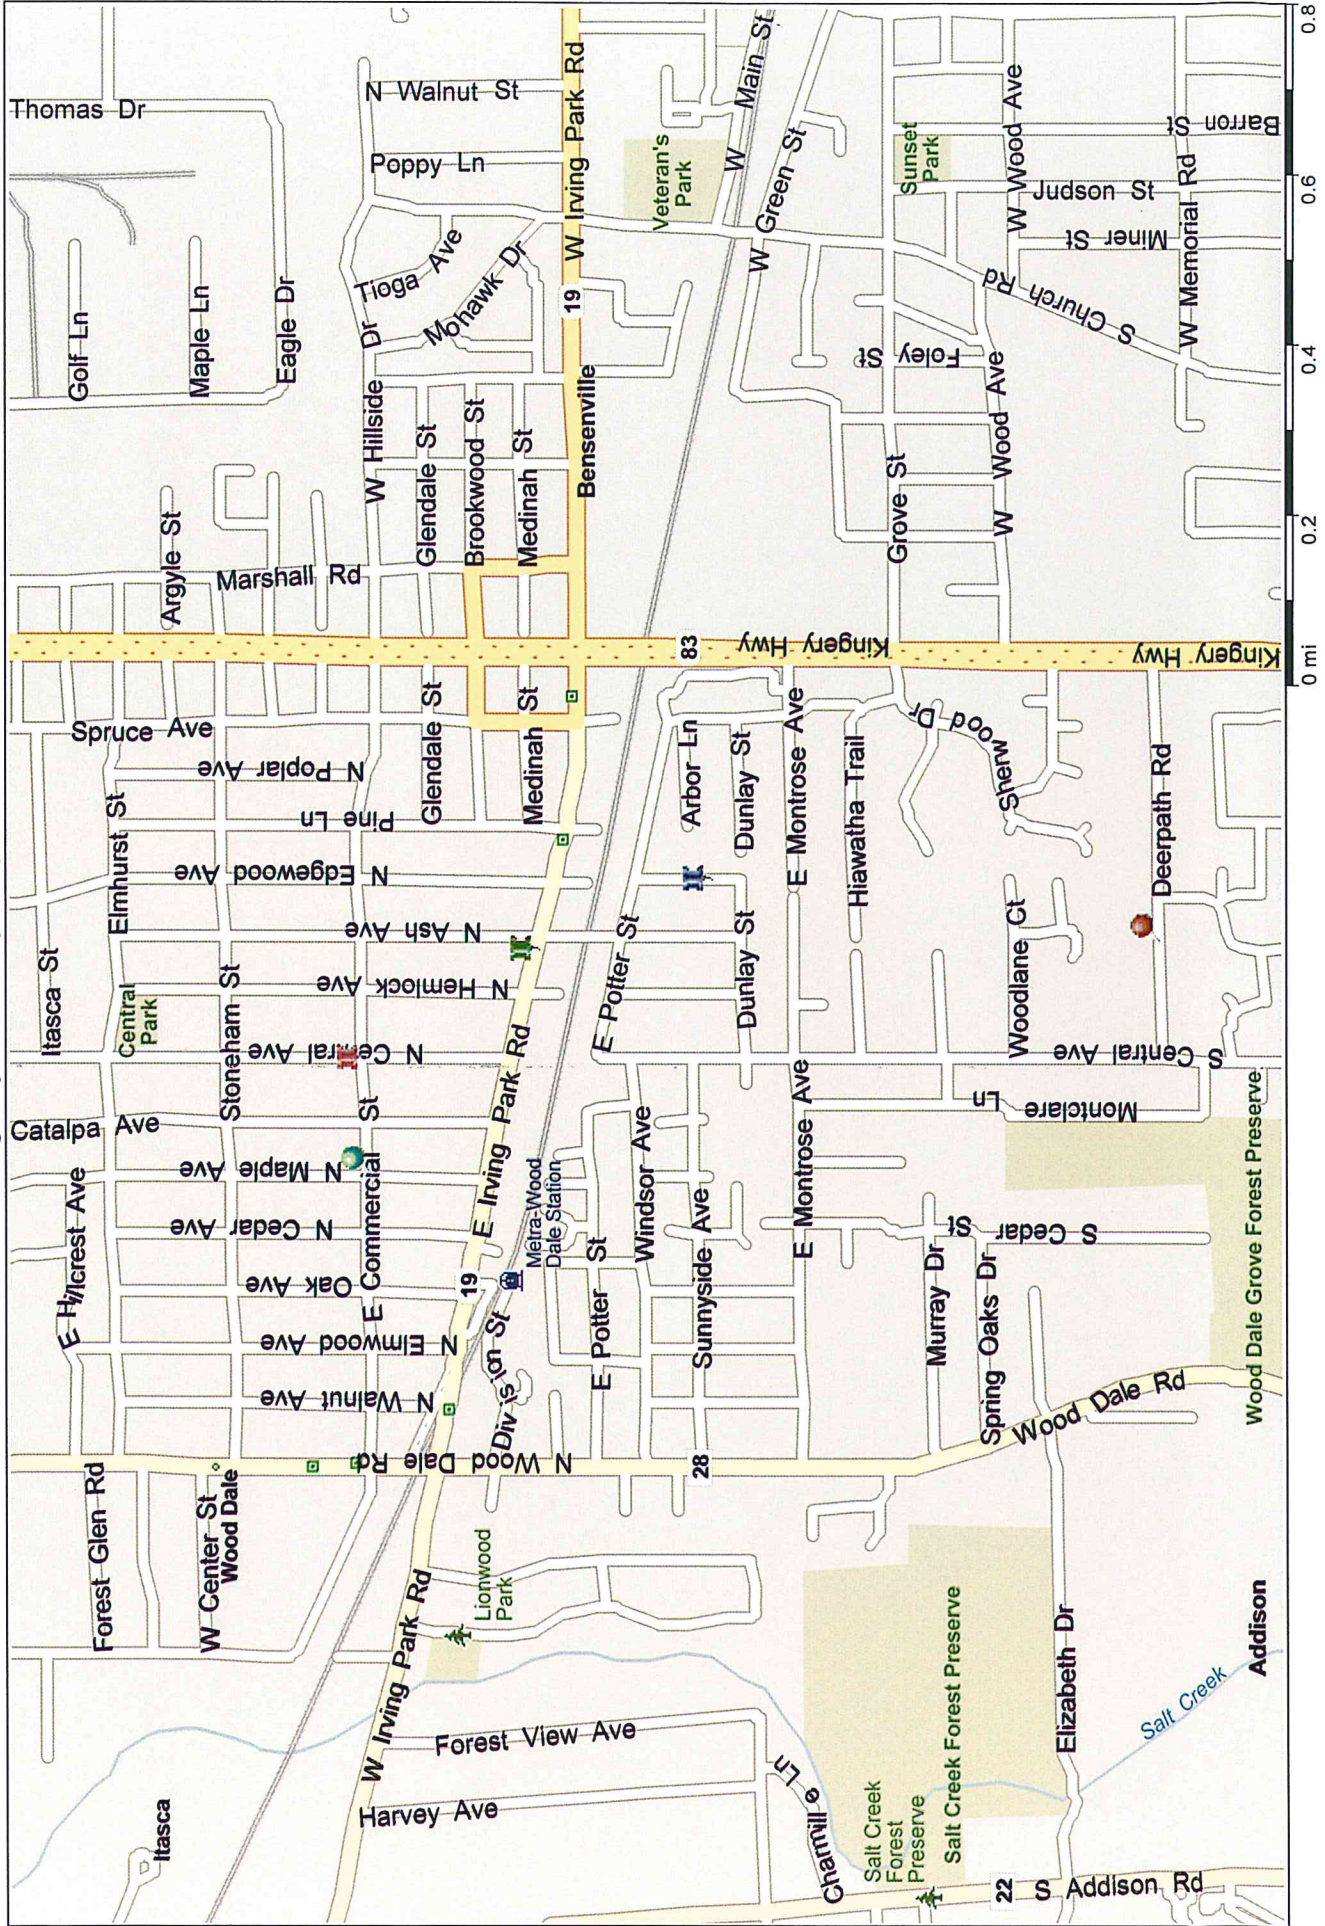 Thomas Dr
N Walnut St
Poppy Ln
W Irving Park Rd
Veteran's
Park
W Main St
W Green St
Sunset
Park
W Wood Ave
Barron St
Judson St
Miner St
W Memorial Rd
S Church Rd
Golf Ln
Maple Ln
Eagle Dr
Tioga Ave
Mohawk Dr
W Hillside Dr
19
Bensenville
Foley St
W Wood Ave
Glendale St
Brookwood St
Medinah St
Grove St
Argyle St
Marshall Rd
83
Kingery Hwy
Kingery Hwy
Kingery Hwy
Spruce Ave
N Poplar Ave
Glendale St
Medinah St
Medinah St
Arbor Ln
Dunlay St
E Montrose Ave
Hiawatha Trail
Sherwood Dr
Deerpath Rd
Pine Ln
Elmhurst St
N Edgewood Ave
N Ash Ave
N Hemlock Ave
Itasca St
Central
Park
Stoneham St
N Central Ave
E Potter St
Dunlay St
Woodlane Ct
S Central Ave
Montclare Ln
Catalpa Ave
N Maple Ave
N Cedar Ave
Oak Ave
E Commercial St
E Irving Park Rd
Metra-Wood
Dale Station
Windsor Ave
E Montrose Ave
S Cedar St
E Hillcrest Ave
N Elmwood Ave
N Walnut Ave
19
Division St
E Potter St
Sunnyside Ave
Murray Dr
Spring Oaks Dr
Wood Dale Rd
Wood Dale Grove Forest Preserve
N Wood Dale Rd
28
Forest Glen Rd
W Center St
Wood Dale
Lionwood
Park
W Irving Park Rd
Forest View Ave
Harvey Ave
Charmille Ln
Salt Creek
Forest
Preserve
Salt Creek Forest Preserve
Elizabeth Dr
Salt Creek
Addison
Itasca
22
S Addison Rd
0 mi
0.2
0.4
0.6
0.8